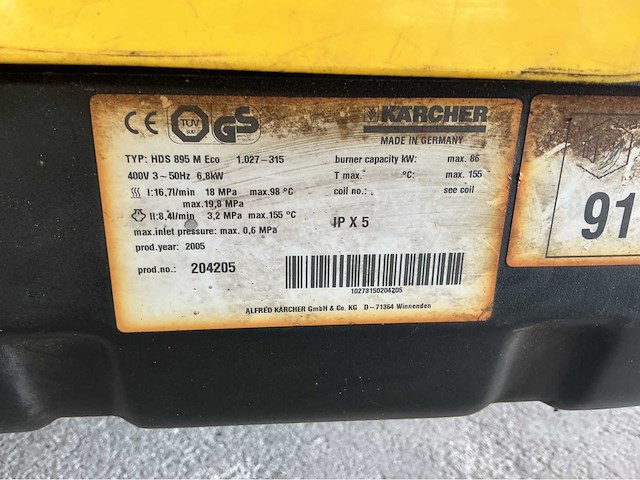 CE TÜV SÜD GS KÄRCHER
MADE IN GERMANY
TYP: HDS 895 M Eco 1.027-315 burner capacity kW: max. 86
400V 3~50Hz 6,8kW T max. °C: max. 155
I:16,7l/min 18 MPa max.98 °C coil no.: see coil
max.19,8 MPa
II:8,4l/min 3,2 MPa max.155 °C IP X 5
max.inlet pressure: max. 0,6 MPa
prod.year: 2005
prod.no.: 204205
10273150204205
ALFRED KÄRCHER GmbH & Co. KG D-71364 Winnenden
91